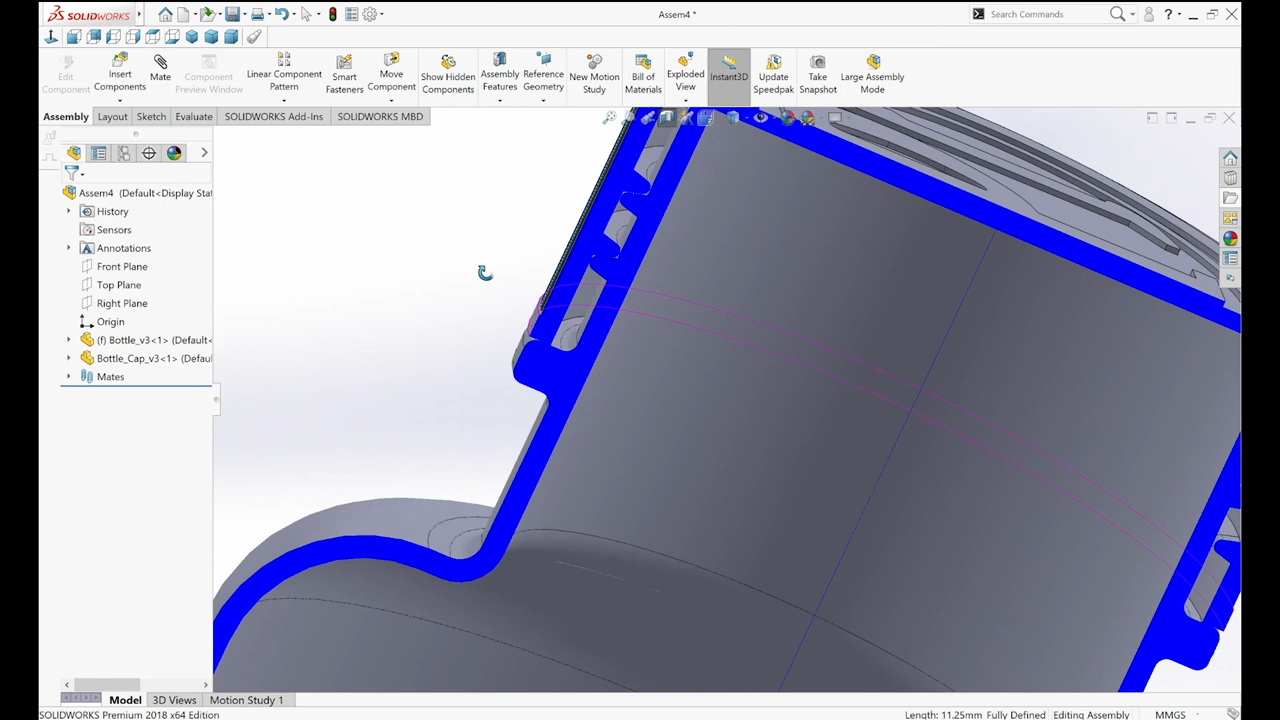 SOLIDWORKS
Assem4 *
Search Commands
Edit Component
Insert Components
Mate
Component Preview Window
Linear Component Pattern
Smart Fasteners
Move Component
Show Hidden Components
Assembly Features
Reference Geometry
New Motion Study
Bill of Materials
Exploded View
Instant3D
Update Speedpak
Take Snapshot
Large Assembly Mode
Assembly
Layout
Sketch
Evaluate
SOLIDWORKS Add-Ins
SOLIDWORKS MBD
Assem4 (Default<Display Stat
History
Sensors
Annotations
Front Plane
Top Plane
Right Plane
Origin
(f) Bottle_v3<1> (Default<
Bottle_Cap_v3<1> (Defaul
Mates
Model
3D Views
Motion Study 1
SOLIDWORKS Premium 2018 x64 Edition
Length: 11.25mm Fully Defined Editing Assembly MMGS